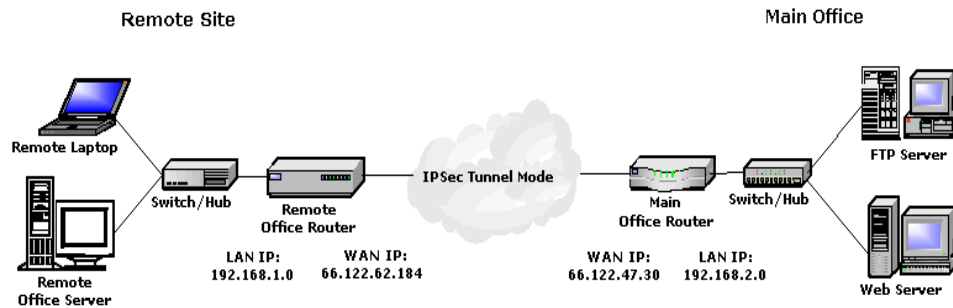 Remote Site
Main Office
Remote Laptop
Switch/Hub
Remote
Office Router
IPSec Tunnel Mode
Main
Office Router
Switch/Hub
FTP Server
LAN IP:
192.168.1.0
WAN IP:
66.122.62.184
WAN IP:
66.122.47.30
LAN IP:
192.168.2.0
Remote
Office Server
Web Server